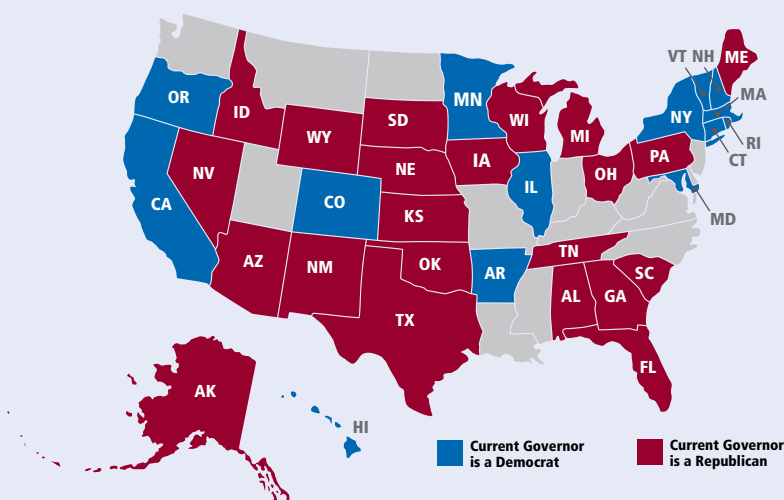 VT NH
ME
OR
MN
MA
ID
WI
NY
SD
MI
RI
WY
PA
CT
IA
NE
NV
OH
IL
CO
CA
KS
MD
TN
AZ
NM
OK
AR
SC
AL
GA
TX
FL
AK
HI
Current Governor
is a Democrat
Current Governor
is a Republican